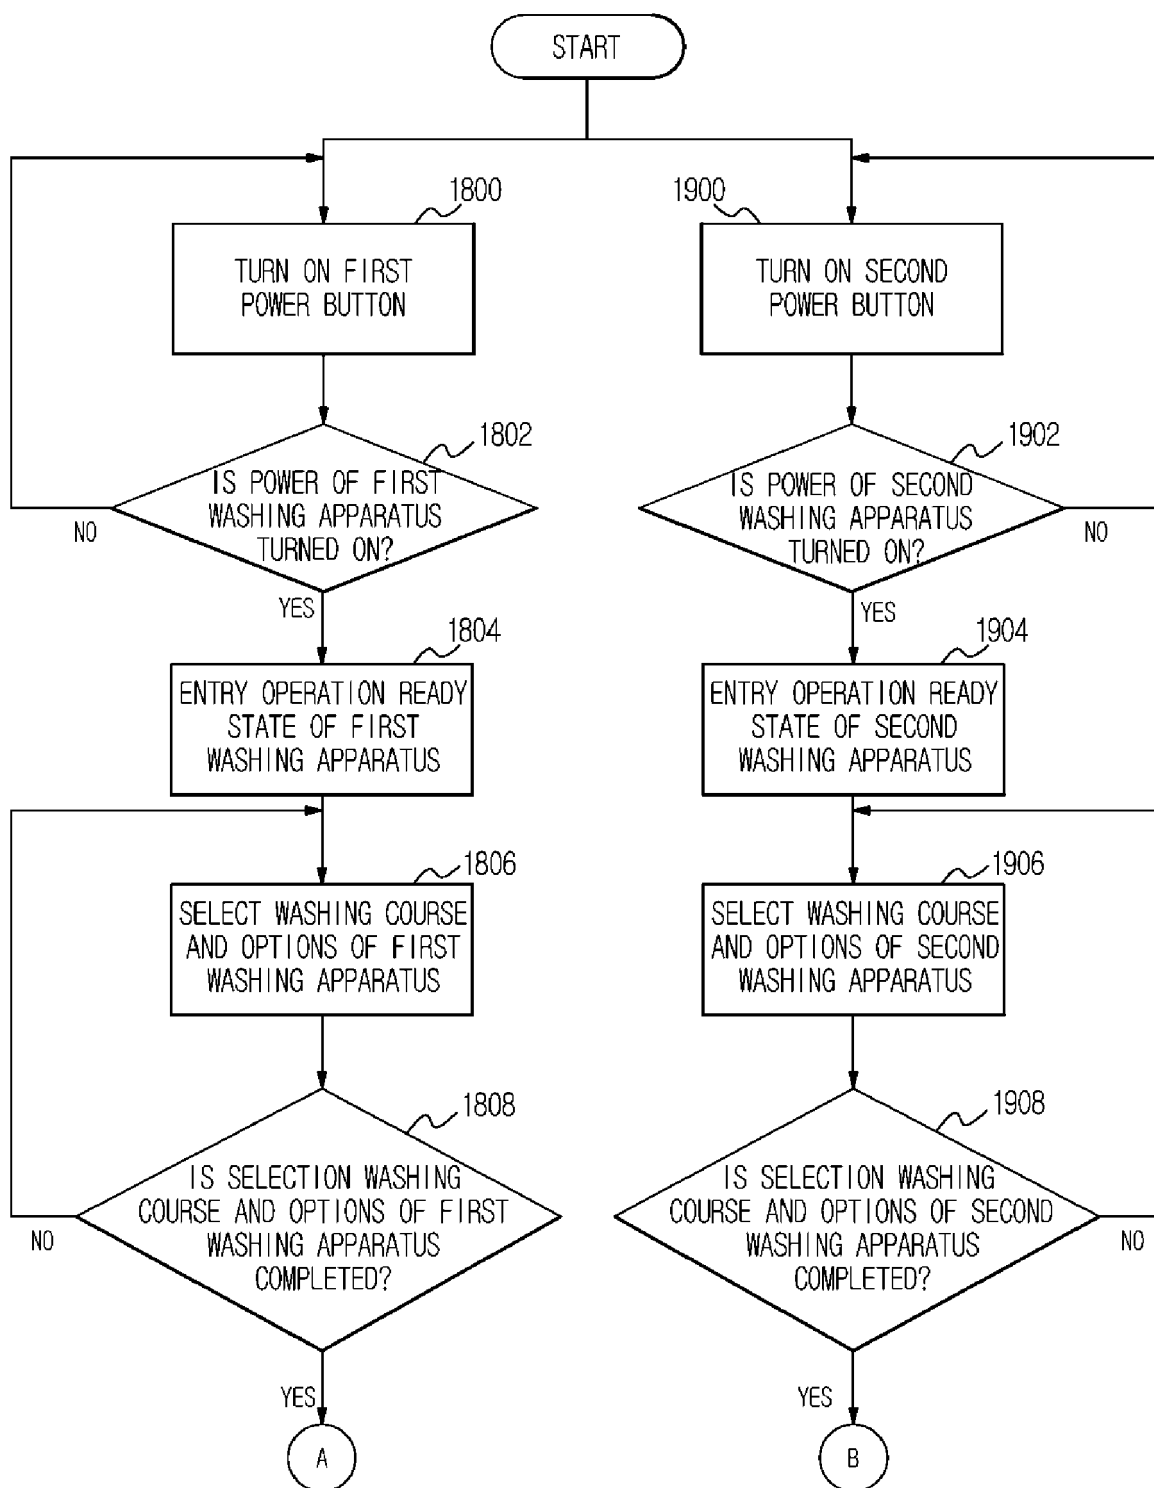 START
1800
TURN ON FIRST
POWER BUTTON
1802
IS POWER OF FIRST
WASHING APPARATUS
TURNED ON?
NO
YES
1804
ENTRY OPERATION READY
STATE OF FIRST
WASHING APPARATUS
1806
SELECT WASHING COURSE
AND OPTIONS OF FIRST
WASHING APPARATUS
1808
IS SELECTION WASHING
COURSE AND OPTIONS OF FIRST
WASHING APPARATUS
COMPLETED?
NO
YES
A
1900
TURN ON SECOND
POWER BUTTON
1902
IS POWER OF SECOND
WASHING APPARATUS
TURNED ON?
NO
YES
1904
ENTRY OPERATION READY
STATE OF SECOND
WASHING APPARATUS
1906
SELECT WASHING COURSE
AND OPTIONS OF SECOND
WASHING APPARATUS
1908
IS SELECTION WASHING
COURSE AND OPTIONS OF SECOND
WASHING APPARATUS
COMPLETED?
NO
YES
B